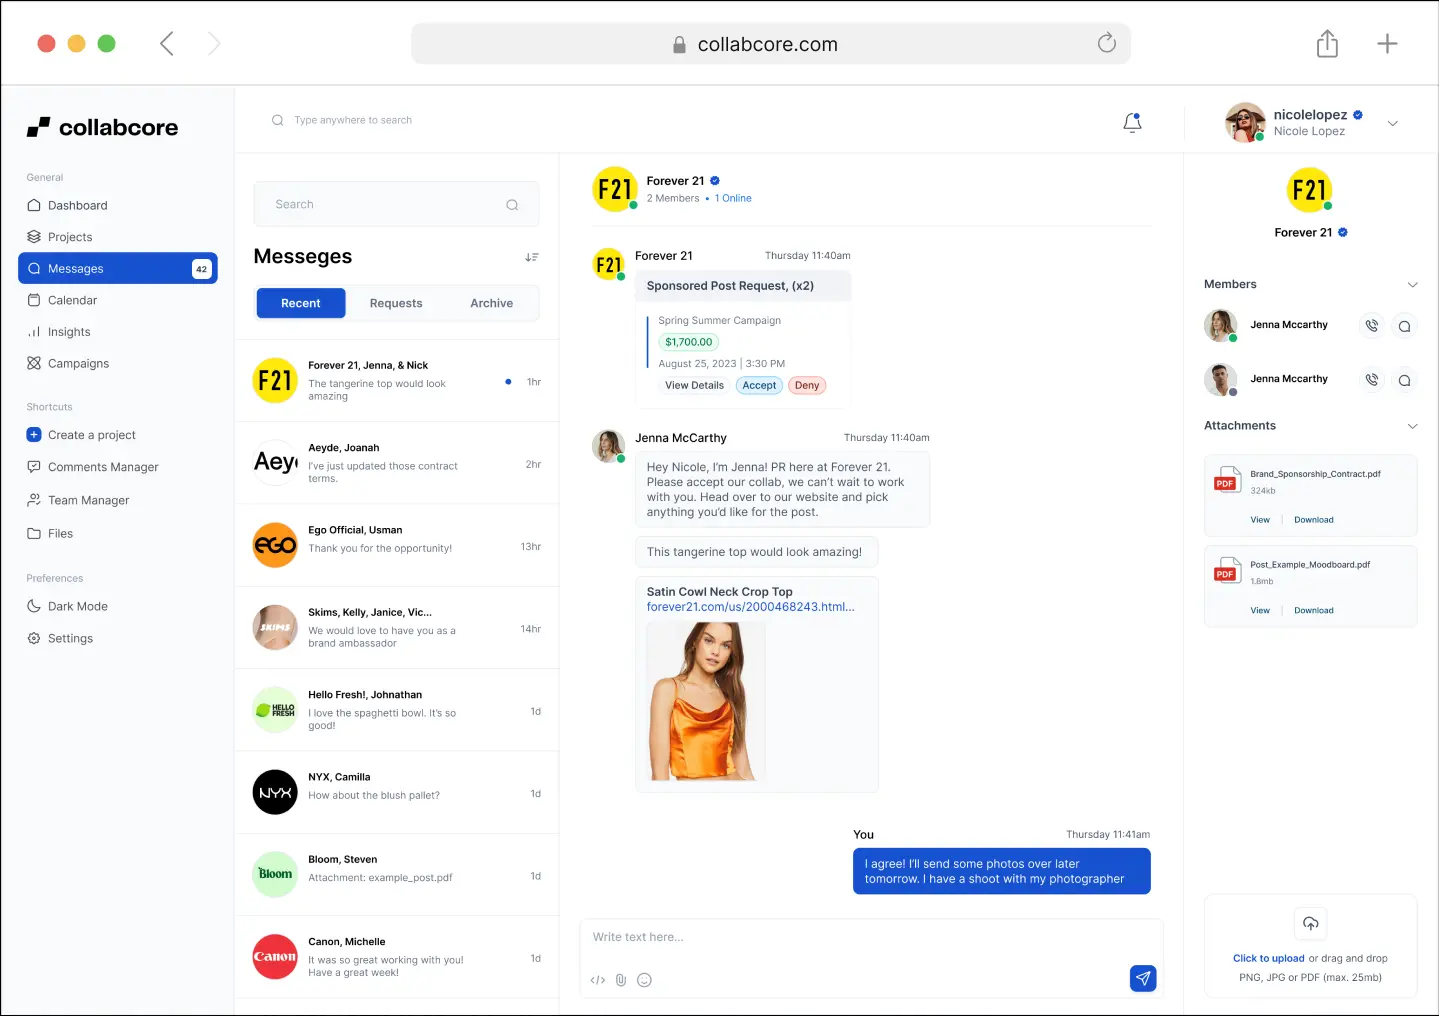 collabcore.com
collabcore
Type anywhere to search
nicolelopez
Nicole Lopez
General
Dashboard
Projects
Messages
42
Calendar
Insights
Campaigns
Shortcuts
Create a project
Comments Manager
Team Manager
Files
Preferences
Dark Mode
Settings
Search
Messeges
Recent
Requests
Archive
F21
Forever 21, Jenna, & Nick
The tangerine top would look
amazing
1hr
Aeyde, Joanah
I've just updated those contract
terms.
2hr
EGO
Ego Official, Usman
Thank you for the opportunity!
13hr
SKIMS
Skims, Kelly, Janice, Vic...
We would love to have you as a
brand ambassador
14hr
HELLO
FRESH
Hello Fresh!, Johnathan
I love the spaghetti bowl. It's so
good!
1d
NYX
NYX, Camilla
How about the blush pallet?
1d
Bloom
Bloom, Steven
Attachment: example_post.pdf
1d
Canon
Canon, Michelle
It was so great working with you!
Have a great week!
1d
F21
Forever 21
2 Members • 1 Online
F21
Forever 21
Thursday 11:40am
Sponsored Post Request, (x2)
Spring Summer Campaign
$1,700.00
August 25, 2023 | 3:30 PM
View Details
Accept
Deny
Jenna McCarthy
Thursday 11:40am
Hey Nicole, I'm Jenna! PR here at Forever 21.
Please accept our collab, we can't wait to work
with you. Head over to our website and pick
anything you'd like for the post.
This tangerine top would look amazing!
Satin Cowl Neck Crop Top
forever21.com/us/2000468243.html...
You
Thursday 11:41am
I agree! I'll send some photos over later
tomorrow. I have a shoot with my photographer
Write text here...
F21
Forever 21
Members
Jenna Mccarthy
Jenna Mccarthy
Attachments
PDF
Brand_Sponsorship_Contract.pdf
324kb
View
Download
PDF
Post_Example_Moodboard.pdf
1.8mb
View
Download
Click to upload or drag and drop
PNG, JPG or PDF (max. 25mb)